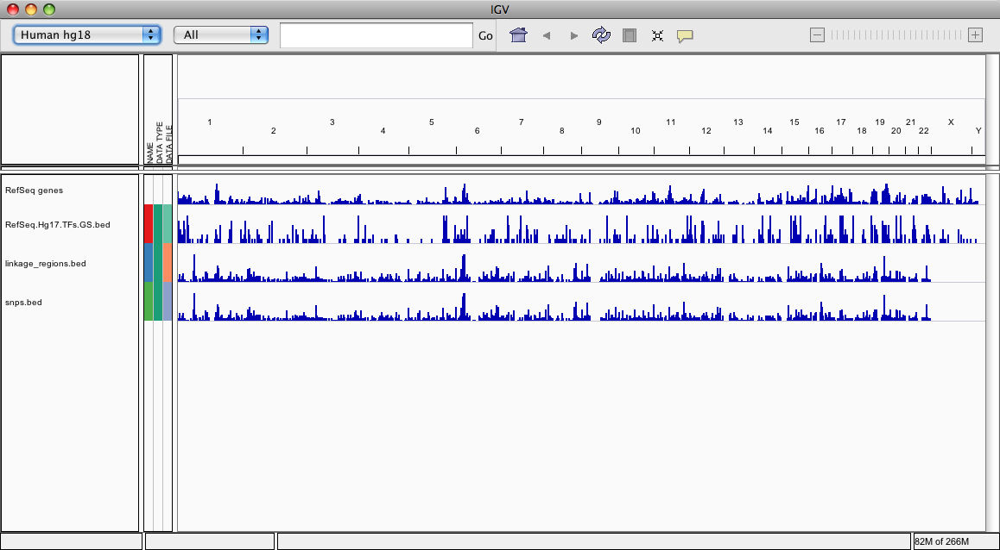 IGV
Human hg18 All Go
NAME
DATA TYPE
DATA FILE
1 3 5 7 9 11 13 15 17 19 21 X
2 4 6 8 10 12 14 16 18 20 22 Y
RefSeq genes
RefSeq.Hg17.TFs.GS.bed
linkage_regions.bed
snps.bed
82M of 266M